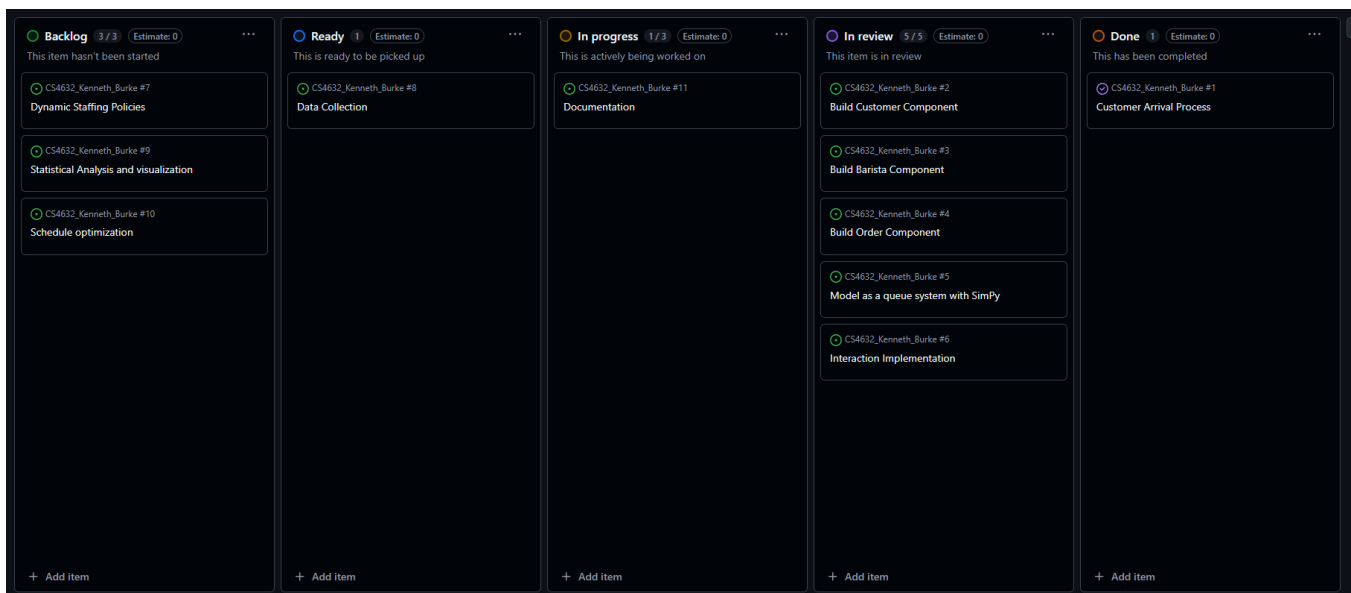 Backlog 3 / 3 Estimate: 0 ...
This item hasn't been started
CS4632_Kenneth_Burke #7
Dynamic Staffing Policies
CS4632_Kenneth_Burke #9
Statistical Analysis and visualization
CS4632_Kenneth_Burke #10
Schedule optimization
+ Add item
Ready 1 Estimate: 0 ...
This is ready to be picked up
CS4632_Kenneth_Burke #8
Data Collection
+ Add item
In progress 1 / 3 Estimate: 0 ...
This is actively being worked on
CS4632_Kenneth_Burke #11
Documentation
+ Add item
In review 5 / 5 Estimate: 0 ...
This item is in review
CS4632_Kenneth_Burke #2
Build Customer Component
CS4632_Kenneth_Burke #3
Build Barista Component
CS4632_Kenneth_Burke #4
Build Order Component
CS4632_Kenneth_Burke #5
Model as a queue system with SimPy
CS4632_Kenneth_Burke #6
Interaction Implementation
+ Add item
Done 1 Estimate: 0 ...
This has been completed
CS4632_Kenneth_Burke #1
Customer Arrival Process
+ Add item